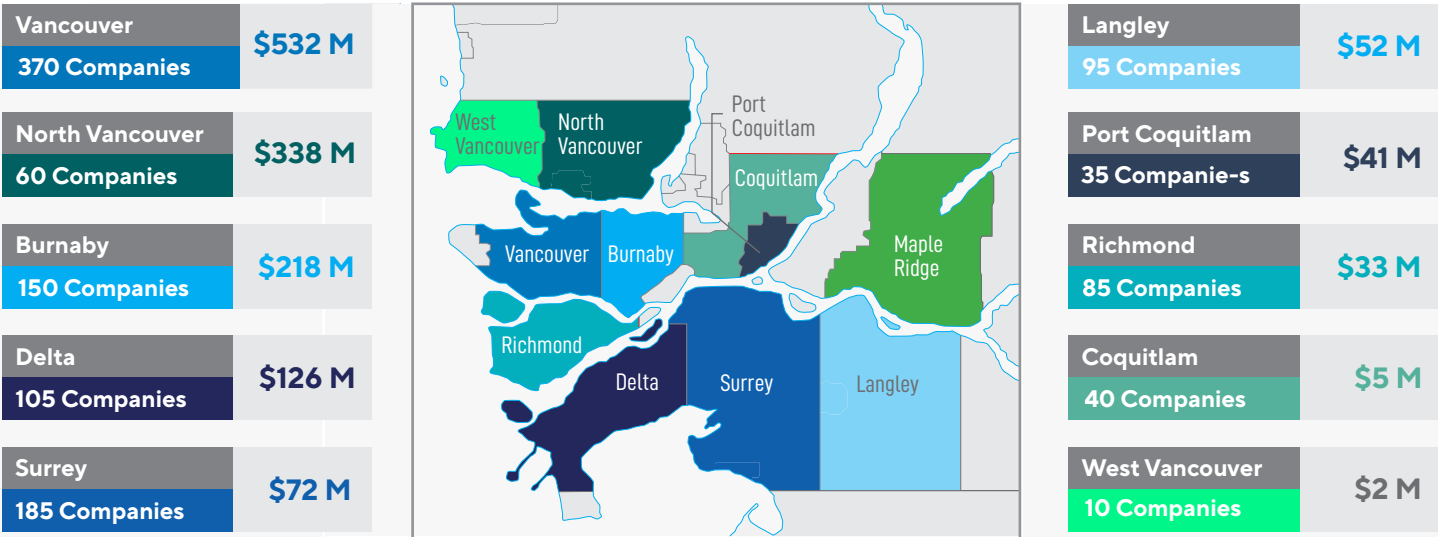 Vancouver
370 Companies
$532 M
North Vancouver
60 Companies
$338 M
Burnaby
150 Companies
$218 M
Delta
105 Companies
$126 M
Surrey
185 Companies
$72 M
West
Vancouver
North
Vancouver
Port
Coquitlam
Coquitlam
Vancouver
Burnaby
Maple
Ridge
Richmond
Delta
Surrey
Langley
Langley
95 Companies
$52 M
Port Coquitlam
35 Companie-s
$41 M
Richmond
85 Companies
$33 M
Coquitlam
40 Companies
$5 M
West Vancouver
10 Companies
$2 M